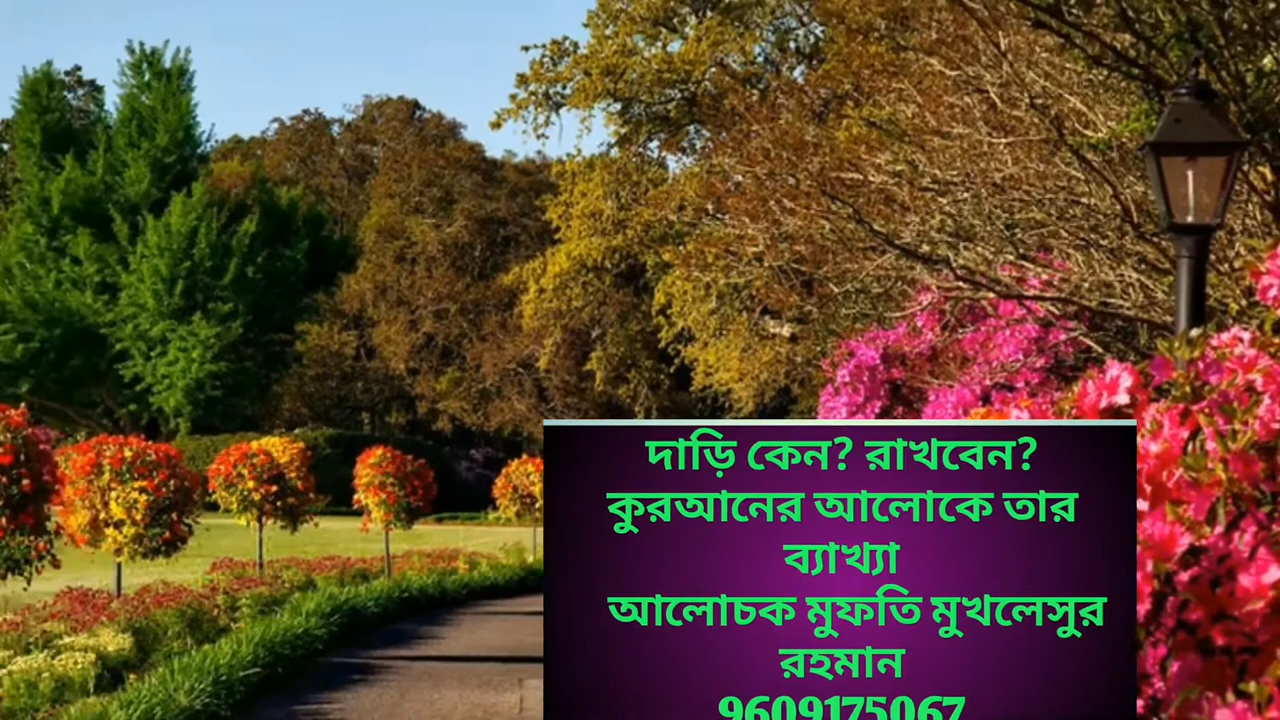 দাড়ি কেন? রাখবেন?
কুরআনের আলোকে তার
ব্যাখ্যা
আলোচক মুফতি মুখলেসুর
রহমান
9609175067